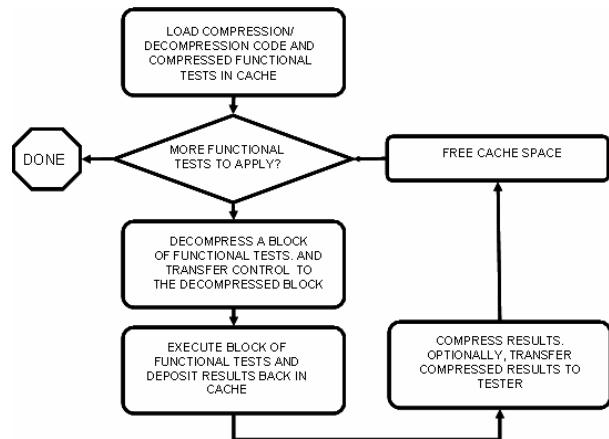 LOAD COMPRESSION/
DECOMPRESSION CODE AND
COMPRESSED FUNCTIONAL
TESTS IN CACHE
MORE FUNCTIONAL
TESTS TO APPLY?
DONE
FREE CACHE SPACE
DECOMPRESS A BLOCK
OF FUNCTIONAL TESTS. AND
TRANSFER CONTROL TO
THE DECOMPRESSED BLOCK
EXECUTE BLOCK OF
FUNCTIONAL TESTS AND
DEPOSIT RESULTS BACK IN
CACHE
COMPRESS RESULTS.
OPTIONALLY, TRANSFER
COMPRESSED RESULTS TO
TESTER